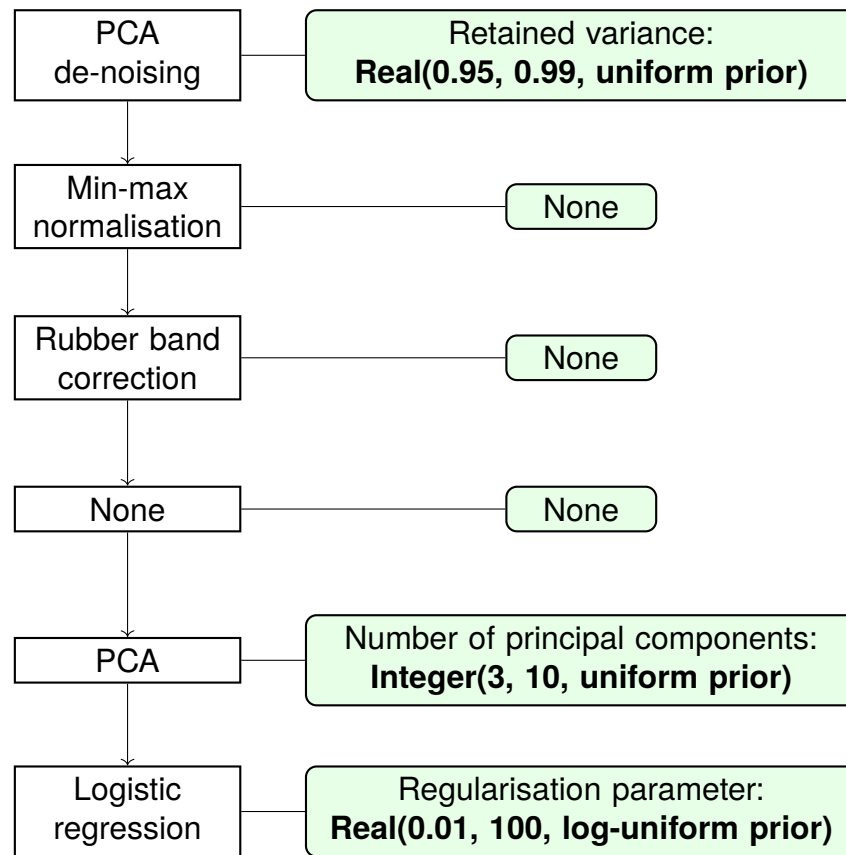 PCA
de-noising
Retained variance:
Real(0.95, 0.99, uniform prior)
Min-max
normalisation
None
Rubber band
correction
None
None
None
PCA
Number of principal components:
Integer(3, 10, uniform prior)
Logistic
regression
Regularisation parameter:
Real(0.01, 100, log-uniform prior)